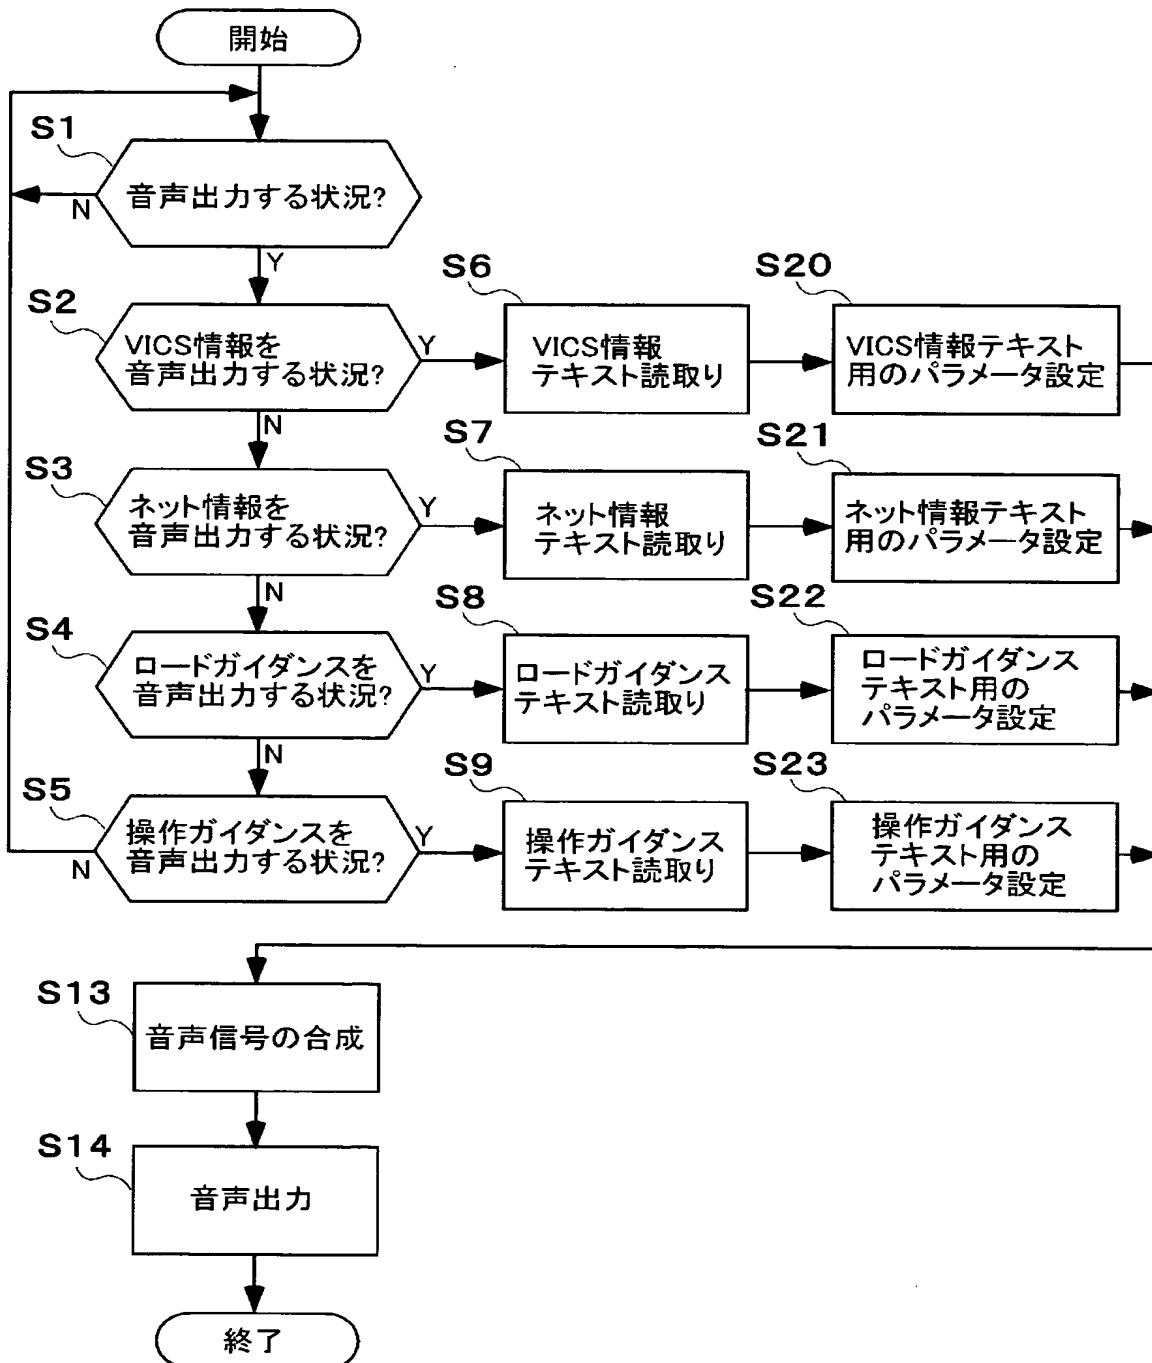 開始
S1
音声出力する状況?
N
Y
S2
VICS情報を
音声出力する状況?
Y
S6
VICS情報
テキスト読取り
S20
VICS情報テキスト
用のパラメータ設定
N
S3
ネット情報を
音声出力する状況?
Y
S7
ネット情報
テキスト読取り
S21
ネット情報テキスト
用のパラメータ設定
N
S4
ロードガイダンスを
音声出力する状況?
Y
S8
ロードガイダンス
テキスト読取り
S22
ロードガイダンス
テキスト用の
パラメータ設定
N
S5
操作ガイダンスを
音声出力する状況?
N
Y
S9
操作ガイダンス
テキスト読取り
S23
操作ガイダンス
テキスト用の
パラメータ設定
S13
音声信号の合成
S14
音声出力
終了